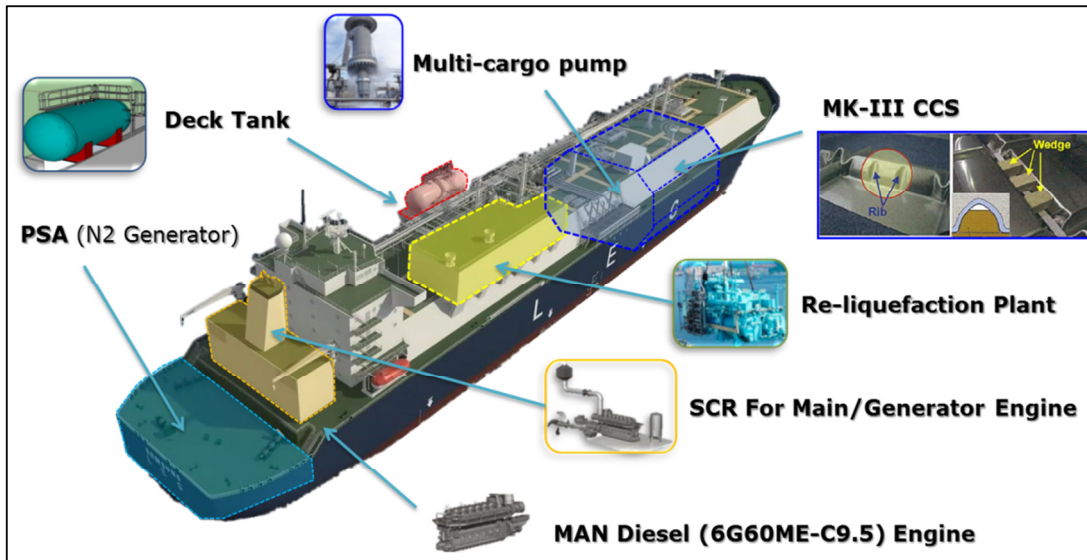 Multi-cargo pump
MK-III CCS
Deck Tank
Wedge
Rib
PSA (N2 Generator)
Re-liquefaction Plant
L E G
SCR For Main/Generator Engine
MAN Diesel (6G60ME-C9.5) Engine